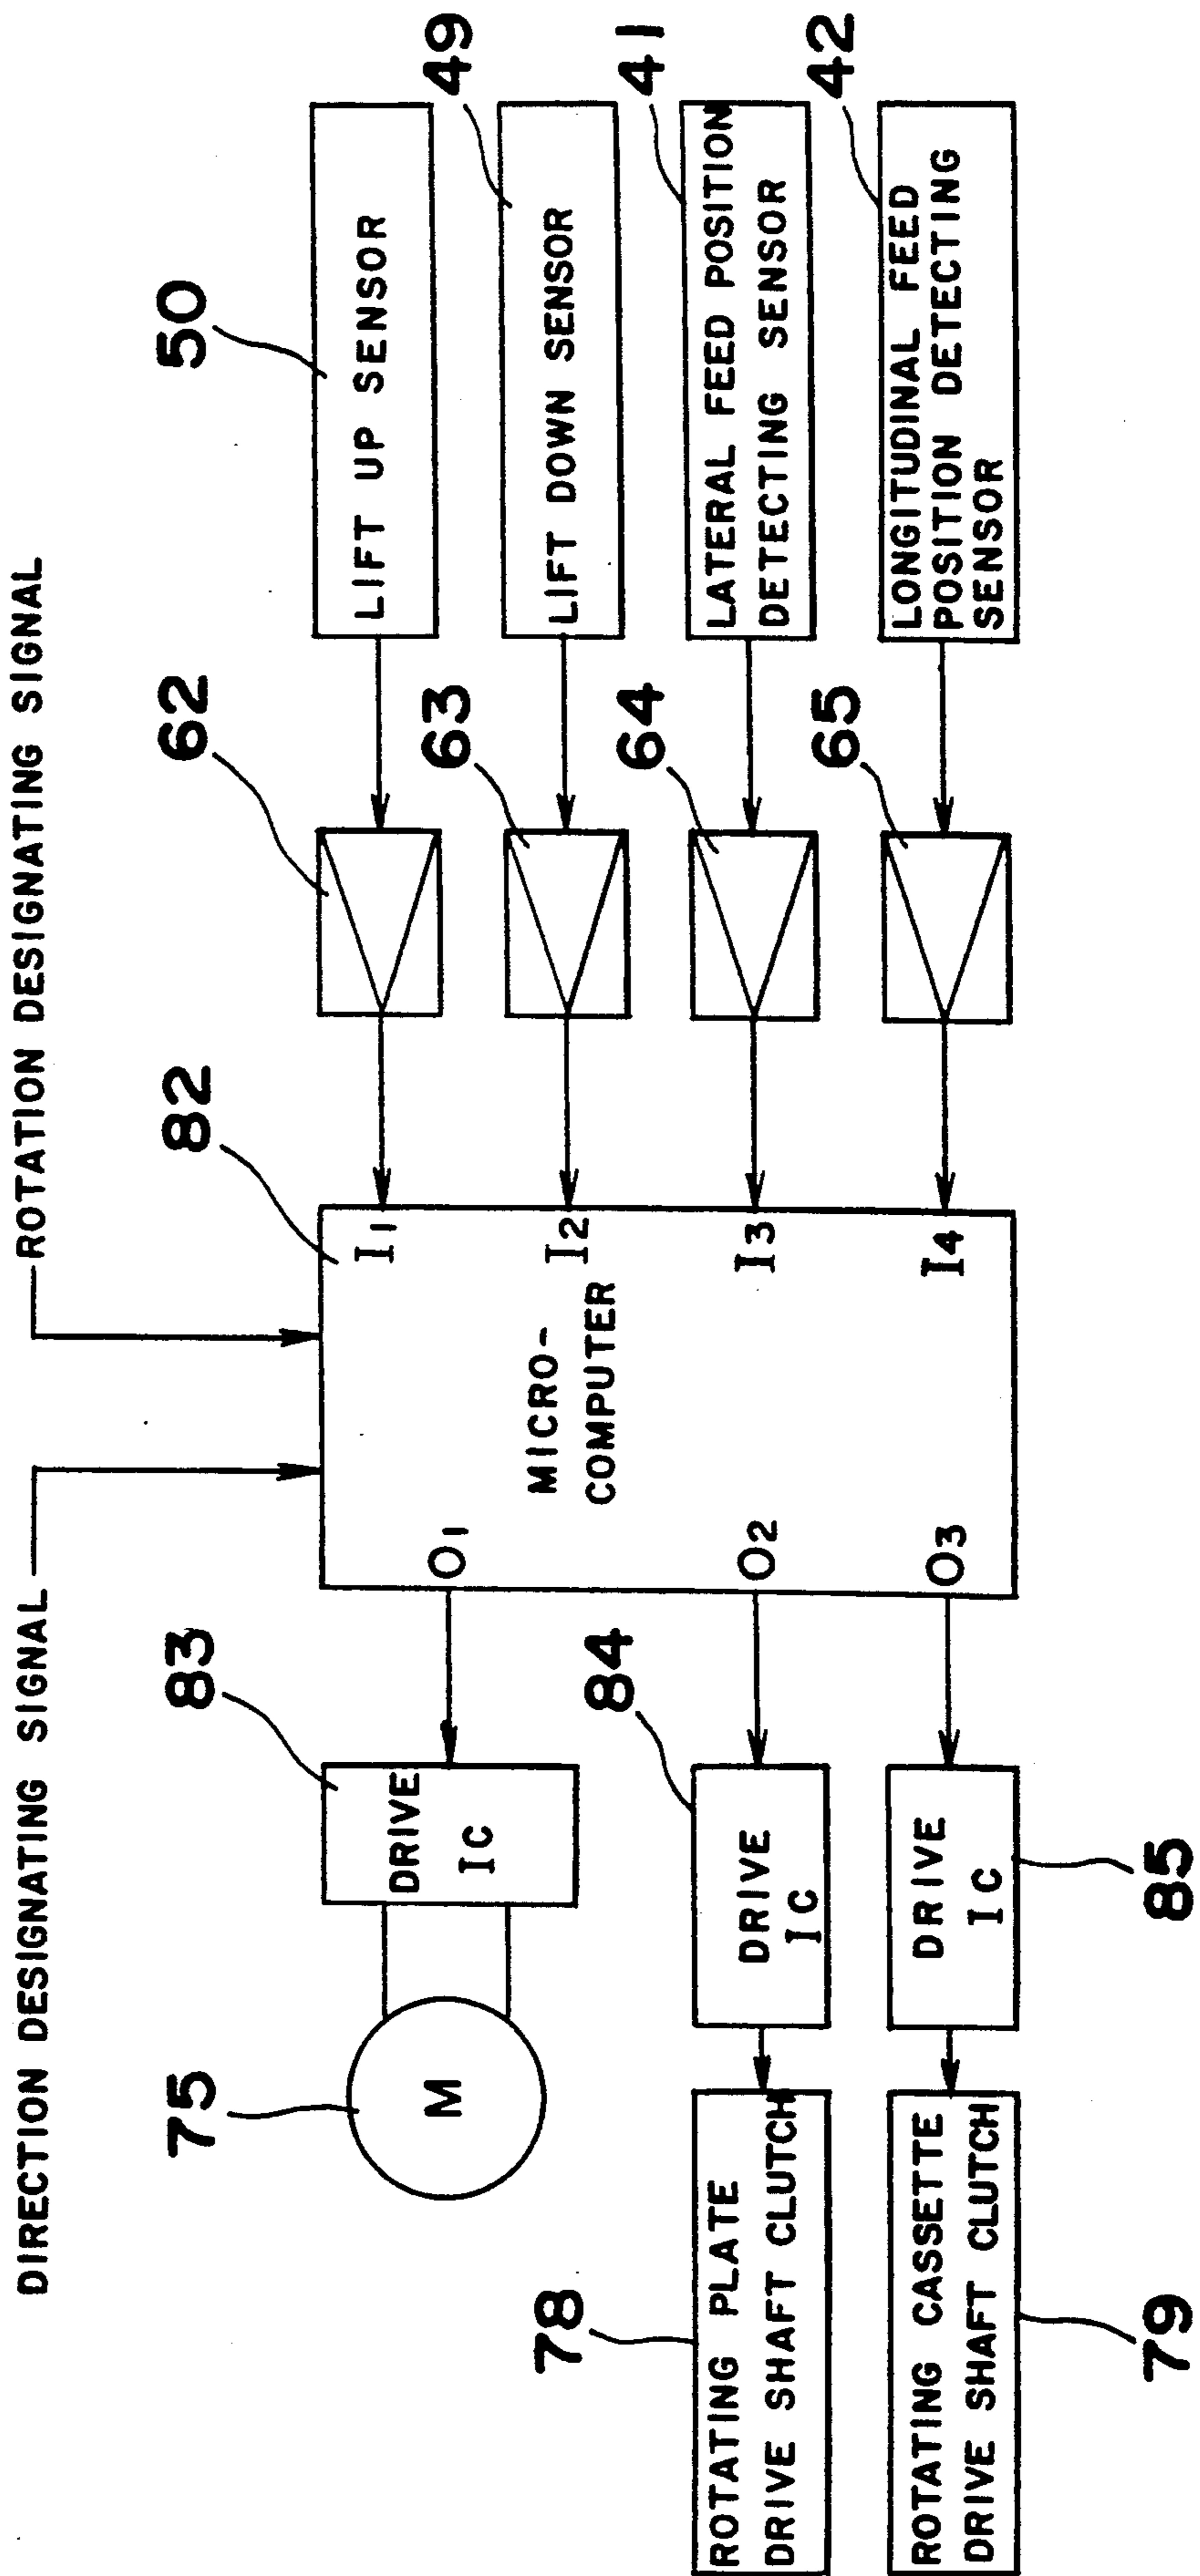 DIRECTION DESIGNATING SIGNAL
ROTATION DESIGNATING SIGNAL
75
83
82
62
50
M
DRIVE
IC
O1
I1
LIFT UP SENSOR
MICRO-
COMPUTER
I2
63
49
LIFT DOWN SENSOR
78
84
ROTATING PLATE
DRIVE SHAFT CLUTCH
DRIVE
IC
O2
I3
64
41
LATERAL FEED POSITION
DETECTING SENSOR
ROTATING CASSETTE
DRIVE SHAFT CLUTCH
DRIVE
IC
O3
I4
65
42
LONGITUDINAL FEED
POSITION DETECTING
SENSOR
79
85